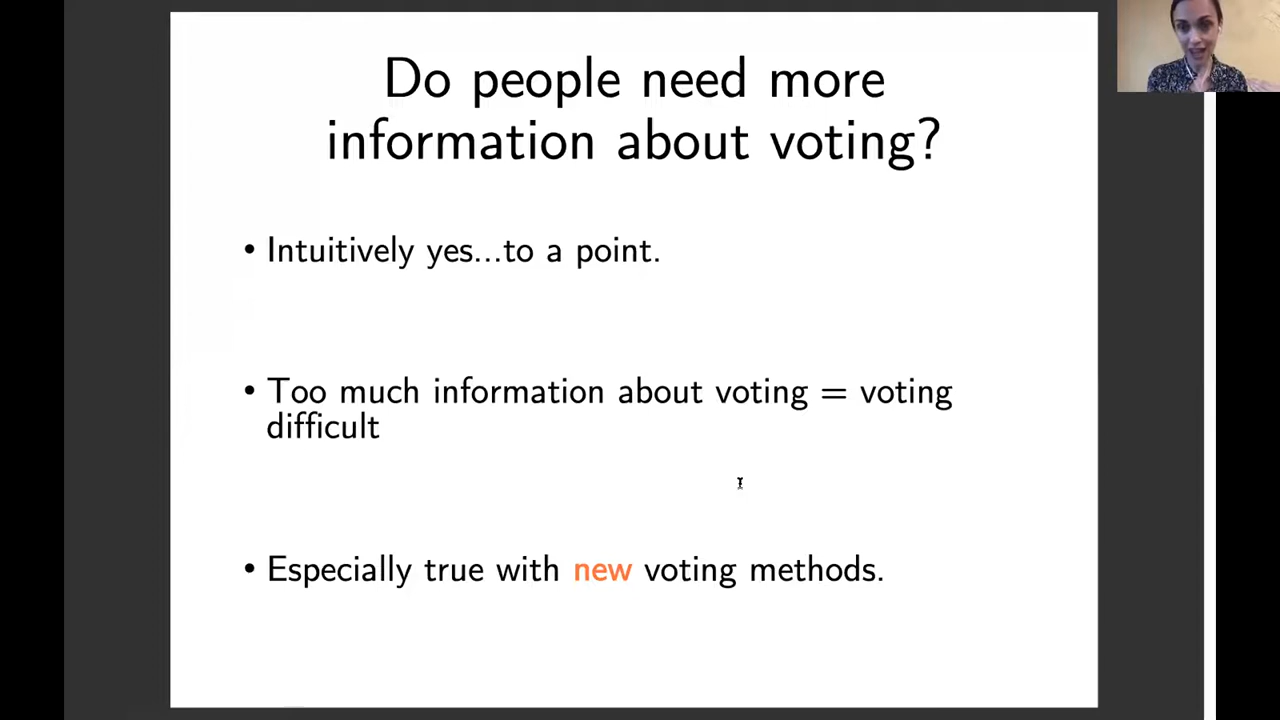 Do people need more
information about voting?
• Intuitively yes...to a point.
• Too much information about voting = voting
difficult
• Especially true with new voting methods.